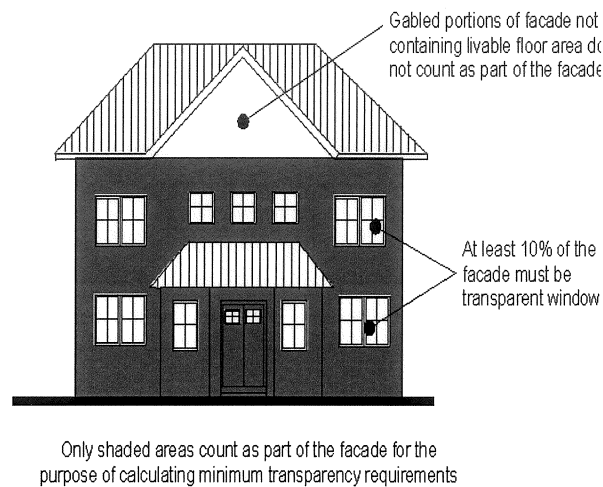 Gabled portions of facade not
containing livable floor area do
not count as part of the facade
At least 10% of the
facade must be
transparent window
Only shaded areas count as part of the facade for the
purpose of calculating minimum transparency requirements